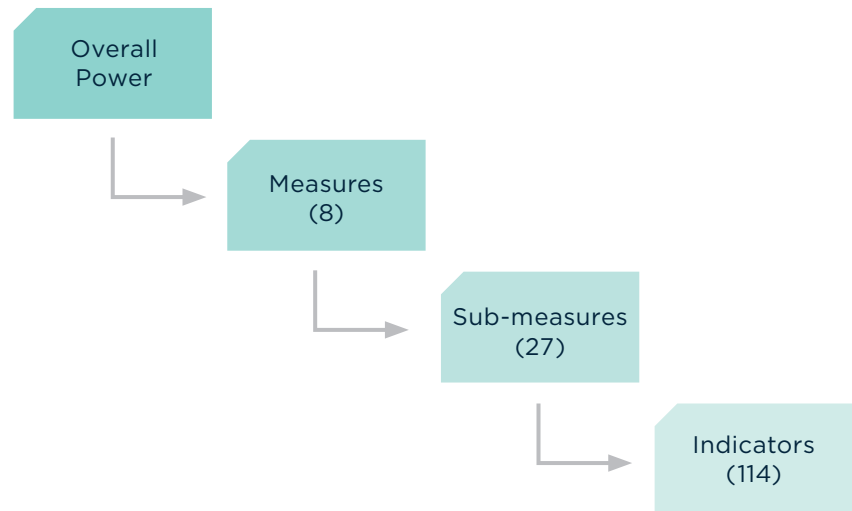 Overall
Power
Measures
(8)
Sub-measures
(27)
Indicators
(114)